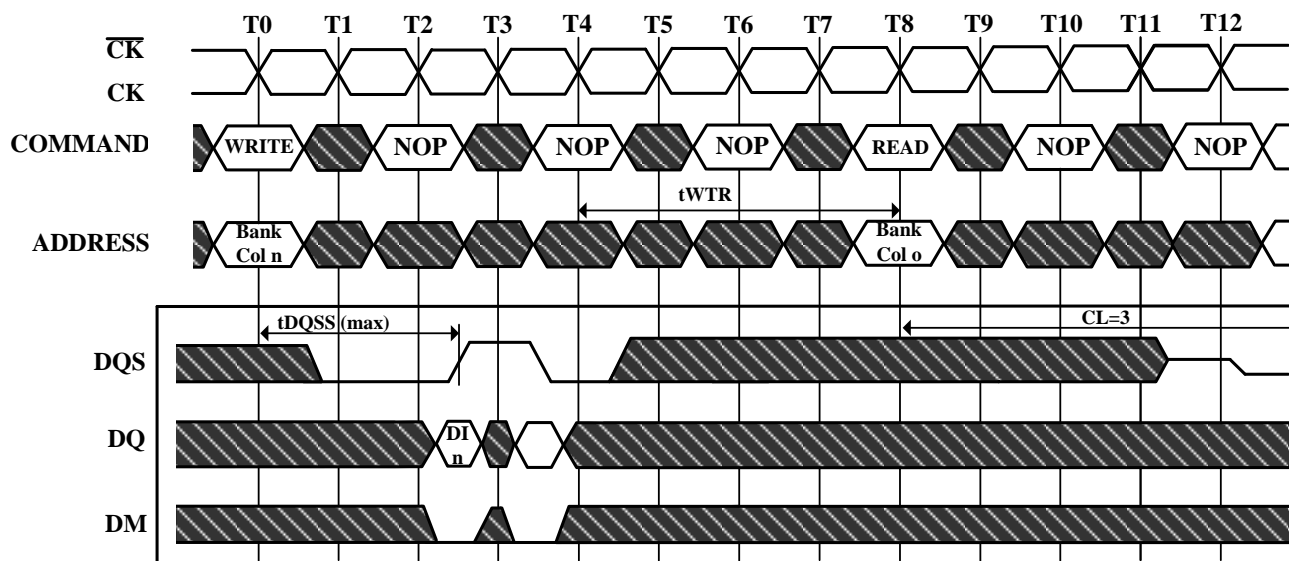 T0 T1 T2 T3 T4 T5 T6 T7 T8 T9 T10 T11 T12
CK
CK
COMMAND
WRITE NOP NOP NOP READ NOP NOP
tWTR
ADDRESS
Bank
Col n
Bank
Col o
tDQSS (max)
CL=3
DQS
DQ
DI
n
DM